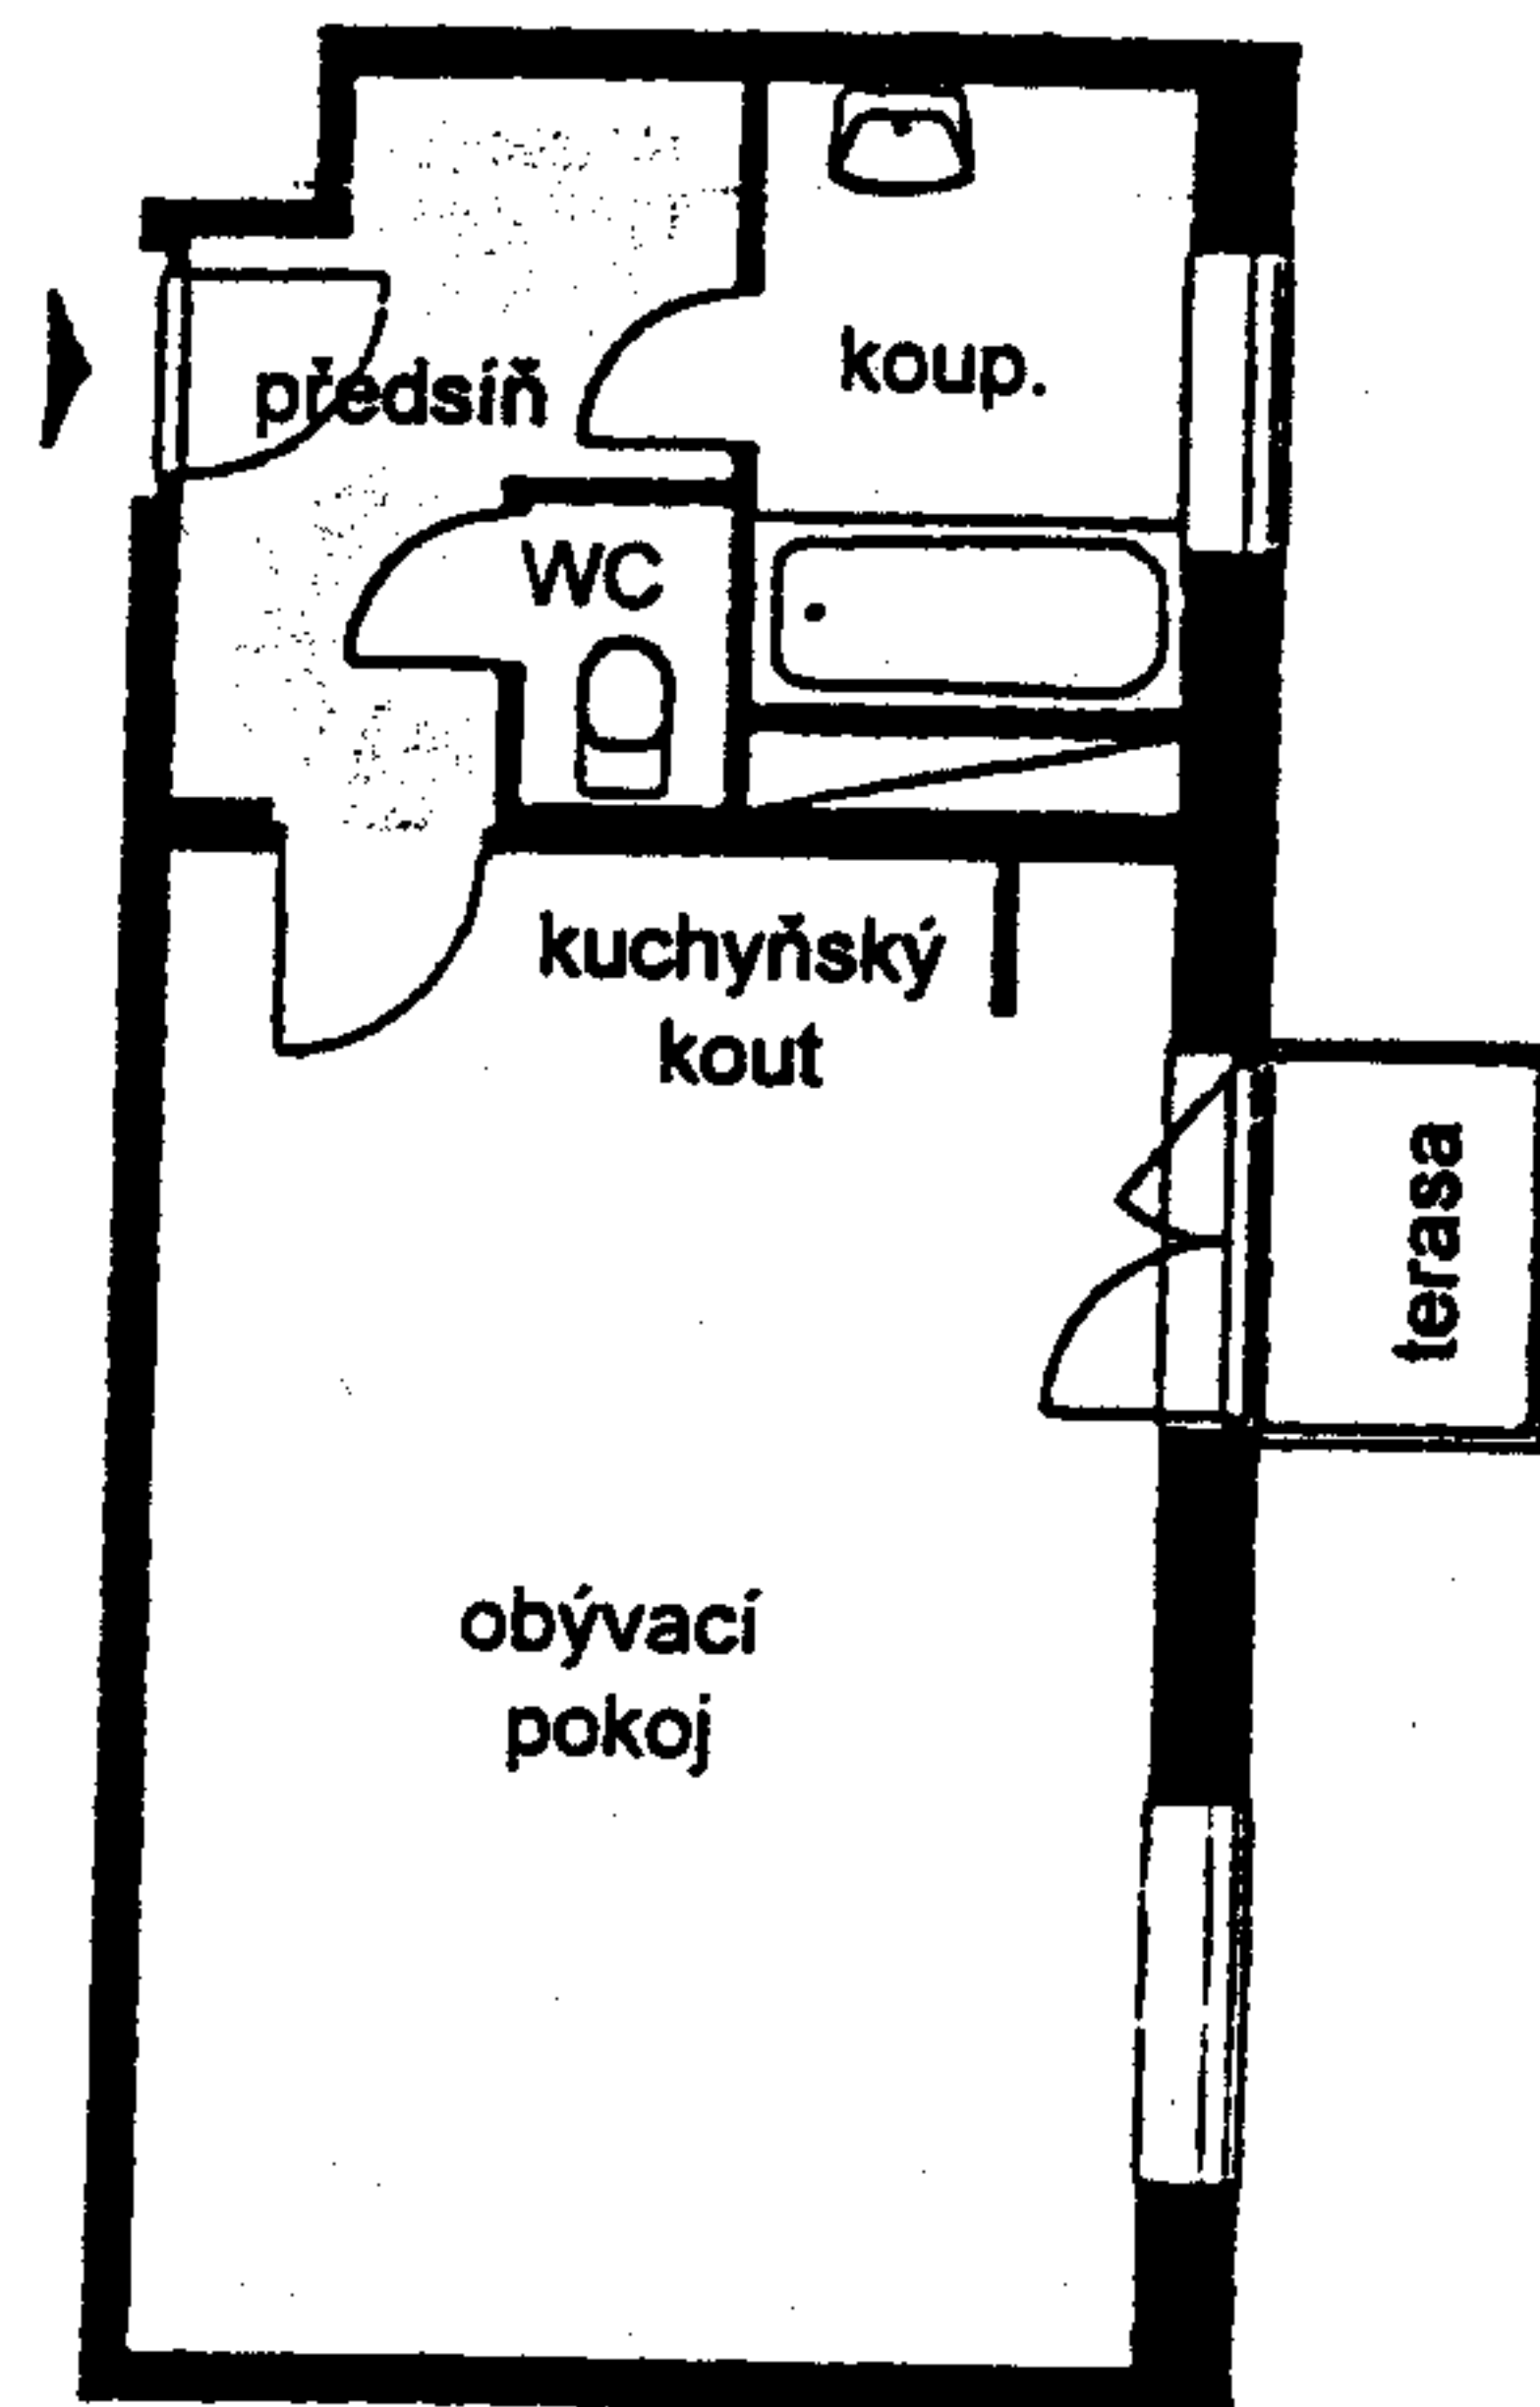 předsíň
koup.
WC
kuchyňský
kout
terasa
obývací
pokoj